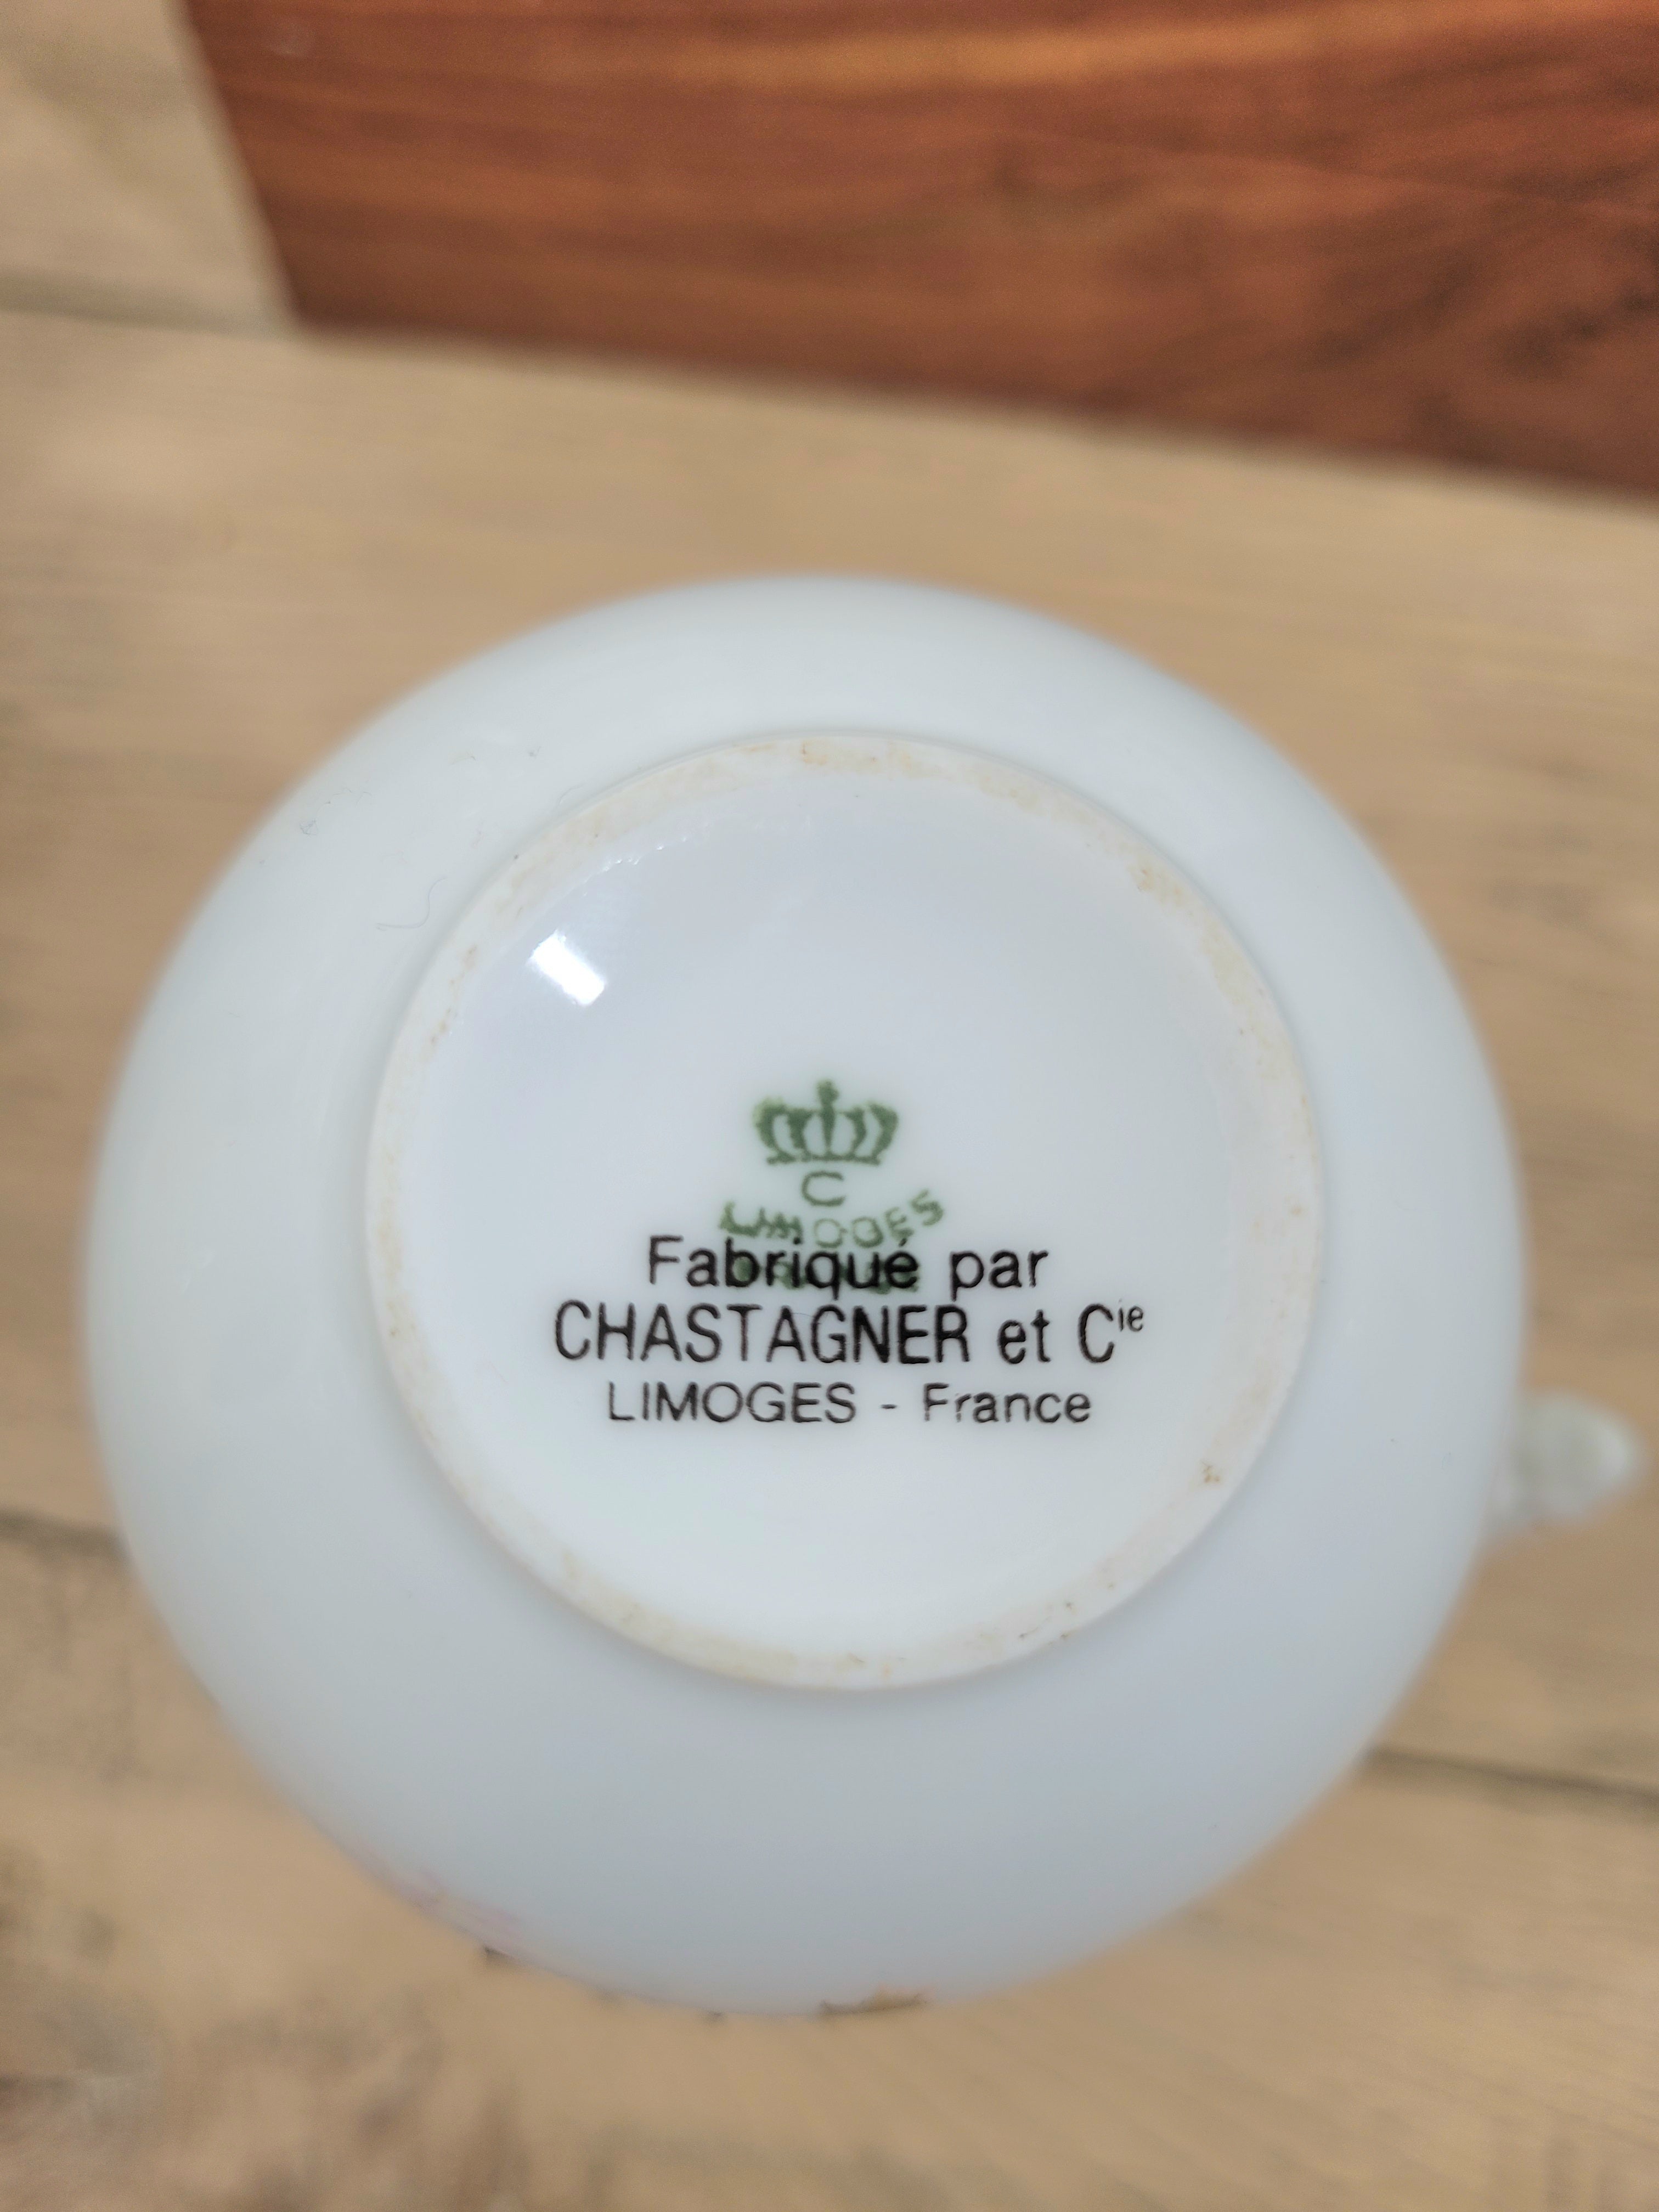 C
LIMOGES
Fabriqué par
CHASTAGNER et Cie
LIMOGES - France